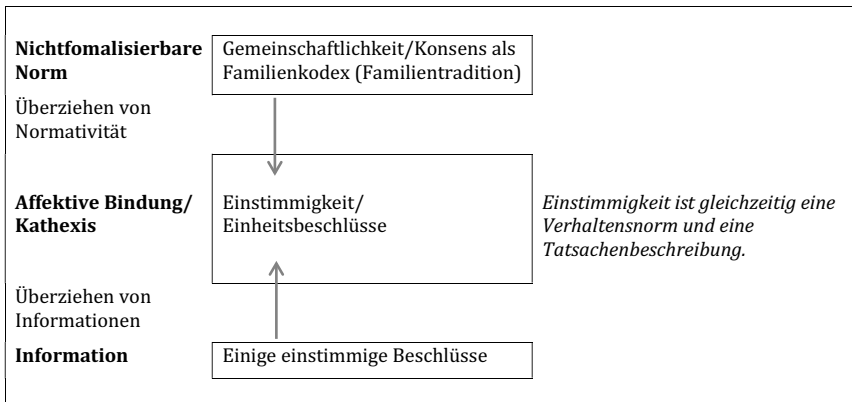 Nichtfomalisierbare
Norm
Gemeinschaftlichkeit/Konsens als
Familienkodex (Familientradition)
Überziehen von
Normativität
Affektive Bindung/
Kathexis
Einstimmigkeit/
Einheitsbeschlüsse
Einstimmigkeit ist gleichzeitig eine
Verhaltensnorm und eine
Tatsachenbeschreibung.
Überziehen von
Informationen
Information
Einige einstimmige Beschlüsse